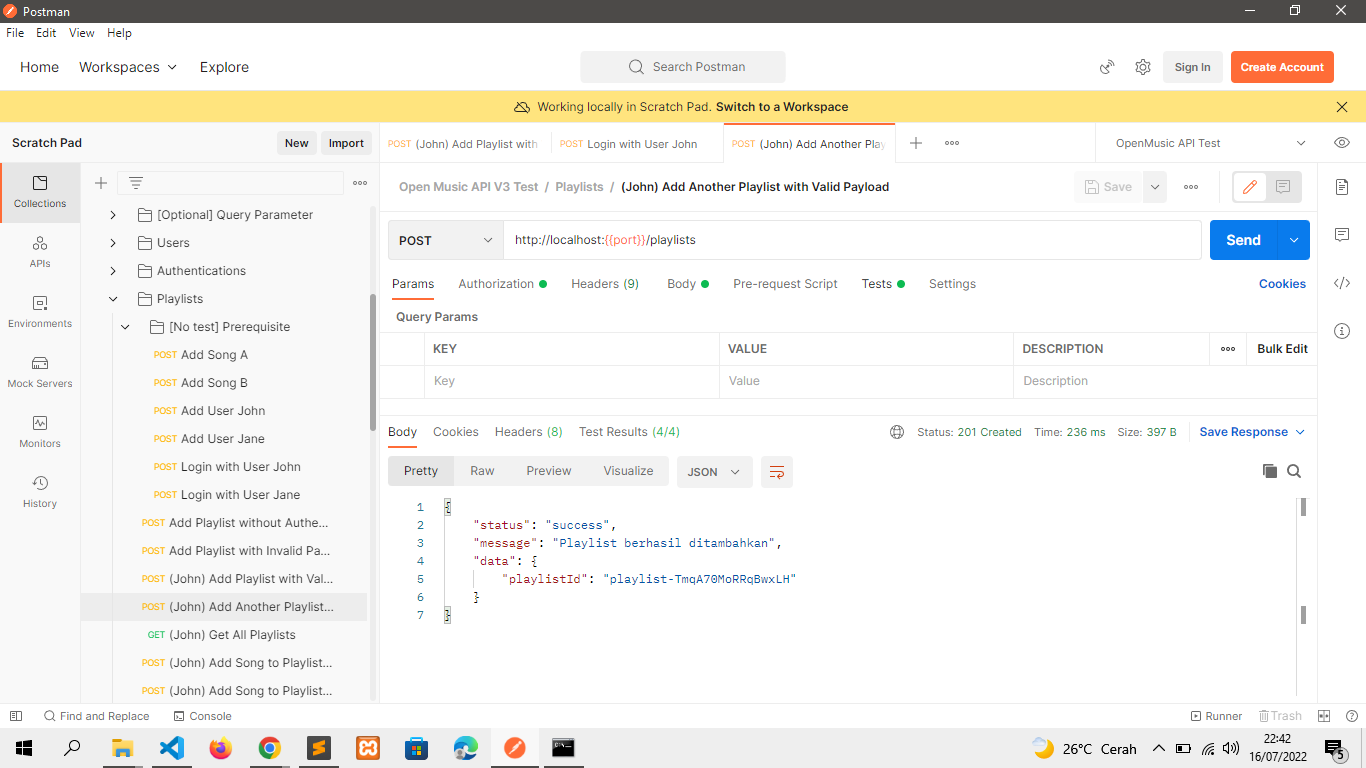 Postman
File Edit View Help
Home Workspaces Explore
Search Postman
Sign In
Create Account
Working locally in Scratch Pad. Switch to a Workspace
Scratch Pad
New
Import
POST (John) Add Playlist with
POST Login with User John
POST (John) Add Another Play
OpenMusic API Test
Collections
APIs
Environments
Mock Servers
Monitors
History
[Optional] Query Parameter
Users
Authentications
Playlists
[No test] Prerequisite
POST Add Song A
POST Add Song B
POST Add User John
POST Add User Jane
POST Login with User John
POST Login with User Jane
POST Add Playlist without Authe...
POST Add Playlist with Invalid Pa...
POST (John) Add Playlist with Val...
POST (John) Add Another Playlist...
GET (John) Get All Playlists
POST (John) Add Song to Playlist...
POST (John) Add Song to Playlist...
Open Music API V3 Test / Playlists / (John) Add Another Playlist with Valid Payload
Save
POST
http://localhost:{{port}}/playlists
Send
Params Authorization Headers (9) Body Pre-request Script Tests Settings
Cookies
Query Params
KEY VALUE DESCRIPTION Bulk Edit
Key Value Description
Body Cookies Headers (8) Test Results (4/4)
Status: 201 Created Time: 236 ms Size: 397 B
Save Response
Pretty Raw Preview Visualize JSON
1 {
2 "status": "success",
3 "message": "Playlist berhasil ditambahkan",
4 "data": {
5 "playlistId": "playlist-TmqA70MoRRqBwxLH"
6 }
7 }
Find and Replace
Console
Runner
Trash
26°C Cerah
22:42
16/07/2022
5